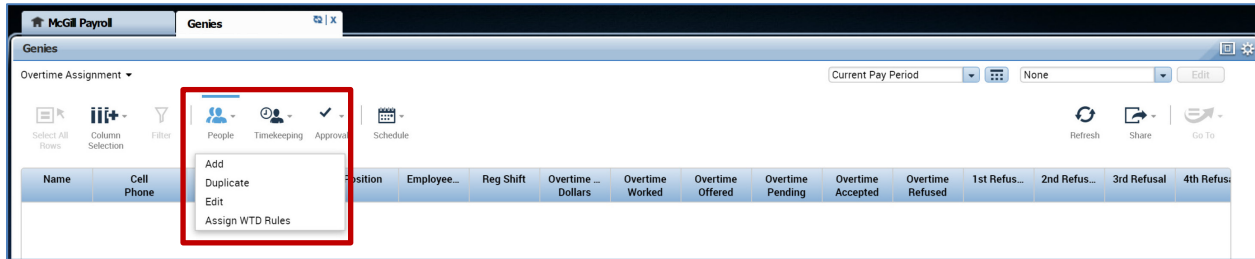 McGill Payroll Genies X
Genies
Overtime Assignment Current Pay Period None Edit
Select All Rows Column Selection Filter People Timekeeping Approval Schedule Refresh Share Go To
Add
Duplicate
Edit
Assign WTD Rules
Name Cell Phone Position Employee... Reg Shift Overtime ... Dollars Overtime Worked Overtime Offered Overtime Pending Overtime Accepted Overtime Refused 1st Refus... 2nd Refus... 3rd Refusal 4th Refusa